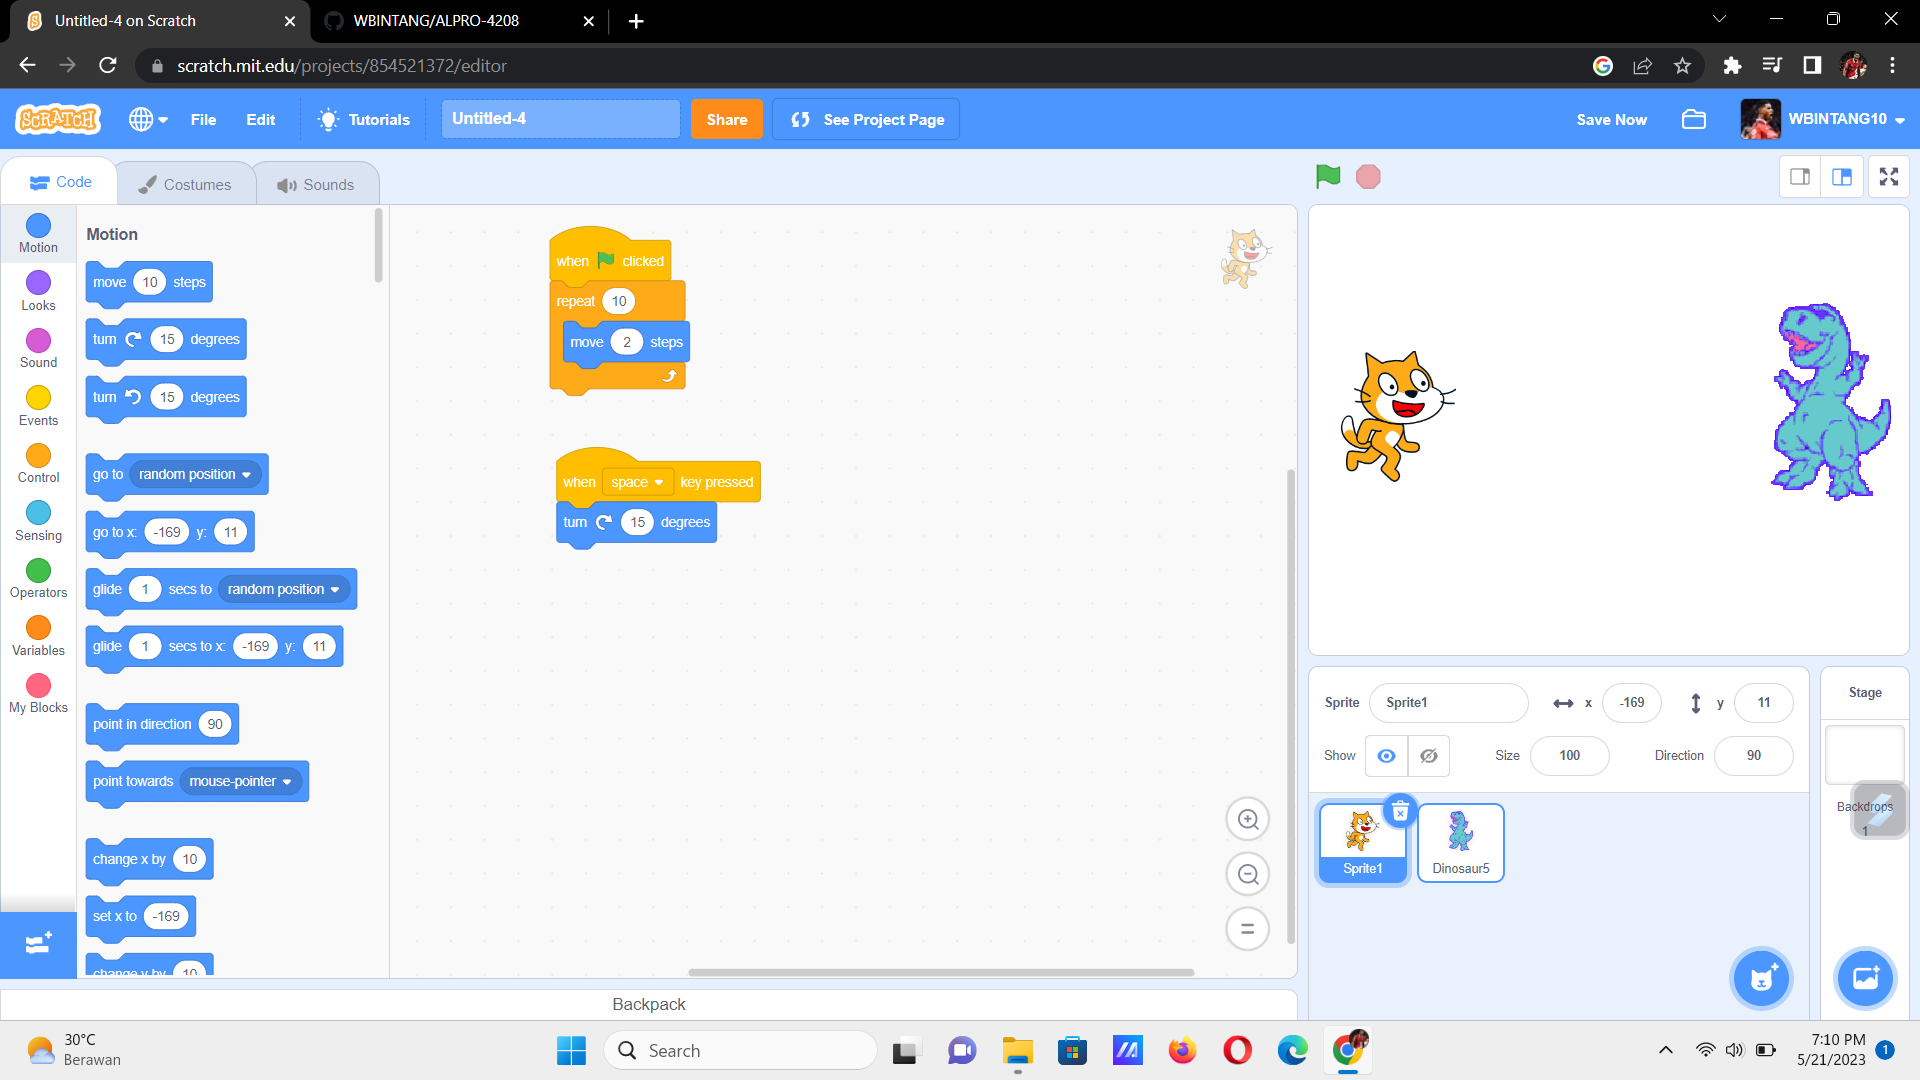 Untitled-4 on Scratch
WBINTANG/ALPRO-4208
scratch.mit.edu/projects/854521372/editor
SCRATCH
File
Edit
Tutorials
Untitled-4
Share
See Project Page
Save Now
WBINTANG10
Code
Costumes
Sounds
Motion
Looks
Sound
Events
Control
Sensing
Operators
Variables
My Blocks
Motion
move 10 steps
turn 15 degrees
turn 15 degrees
go to random position
go to x: -169 y: 11
glide 1 secs to random position
glide 1 secs to x: -169 y: 11
point in direction 90
point towards mouse-pointer
change x by 10
set x to -169
change y by 10
when clicked
repeat 10
move 2 steps
when space key pressed
turn 15 degrees
Sprite Sprite1 x -169 y 11
Show Size 100 Direction 90
Sprite1
Dinosaur5
Stage
Backdrops
1
Backpack
30°C
Berawan
Search
7:10 PM
5/21/2023
1